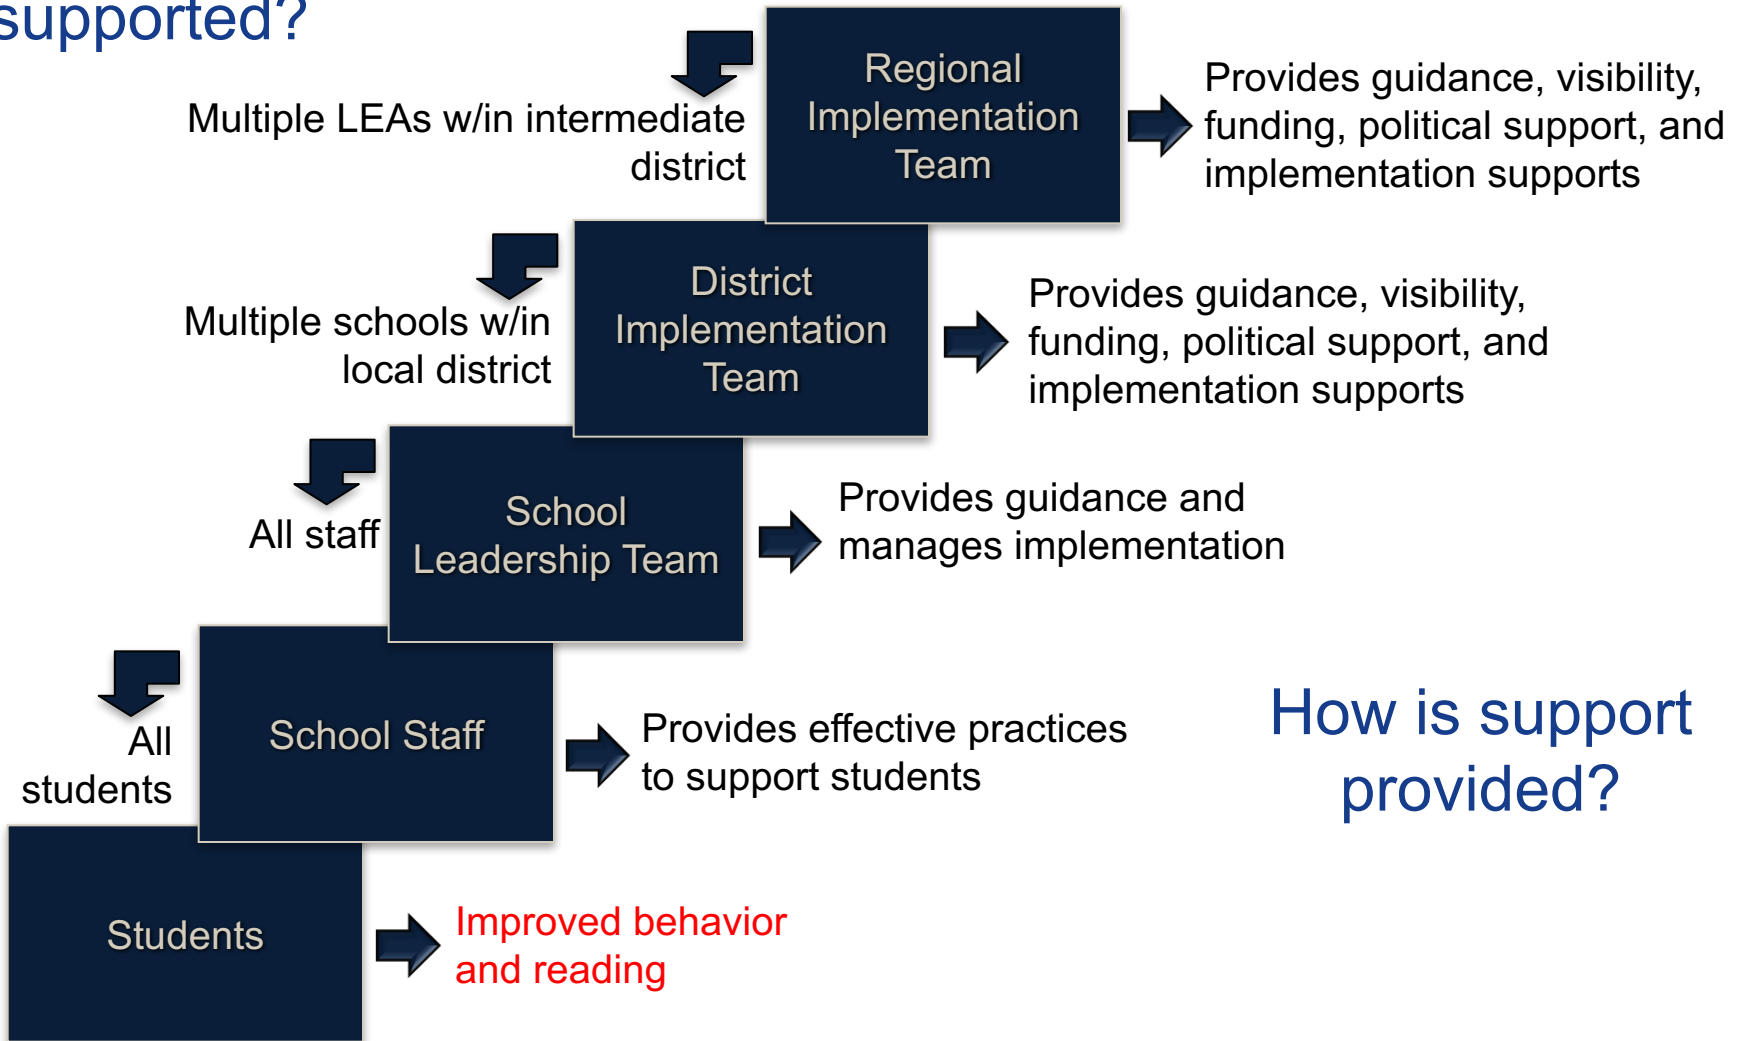 supported?
Regional
Implementation
Team
Multiple LEAs w/in intermediate
district
Provides guidance, visibility,
funding, political support, and
implementation supports
District
Implementation
Team
Multiple schools w/in
local district
Provides guidance, visibility,
funding, political support, and
implementation supports
School
Leadership Team
All staff
Provides guidance and
manages implementation
School Staff
All
students
Provides effective practices
to support students
How is support
provided?
Students
Improved behavior
and reading